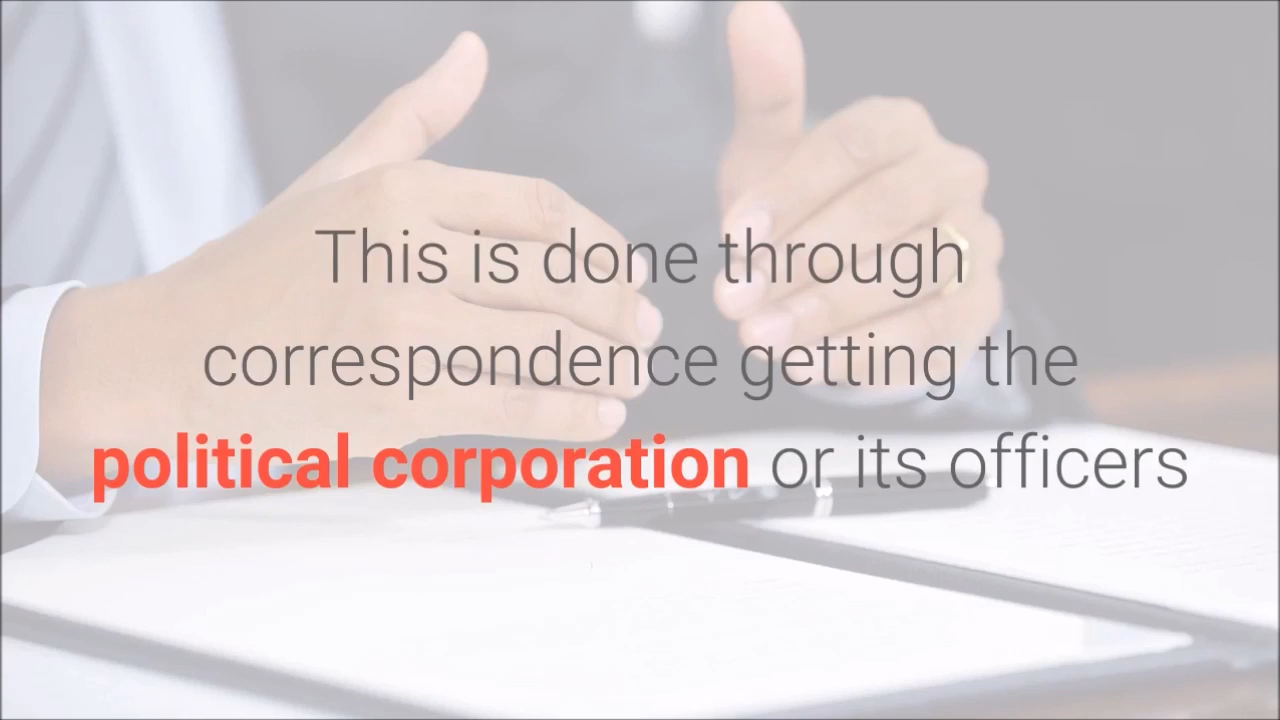 This is done through
correspondence getting the
political corporation or its officers